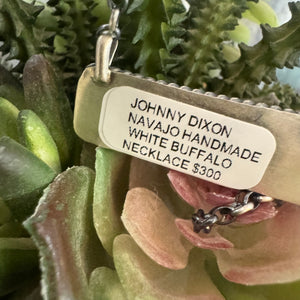 JOHNNY DIXON
NAVAJO HANDMADE
WHITE BUFFALO
NECKLACE $300